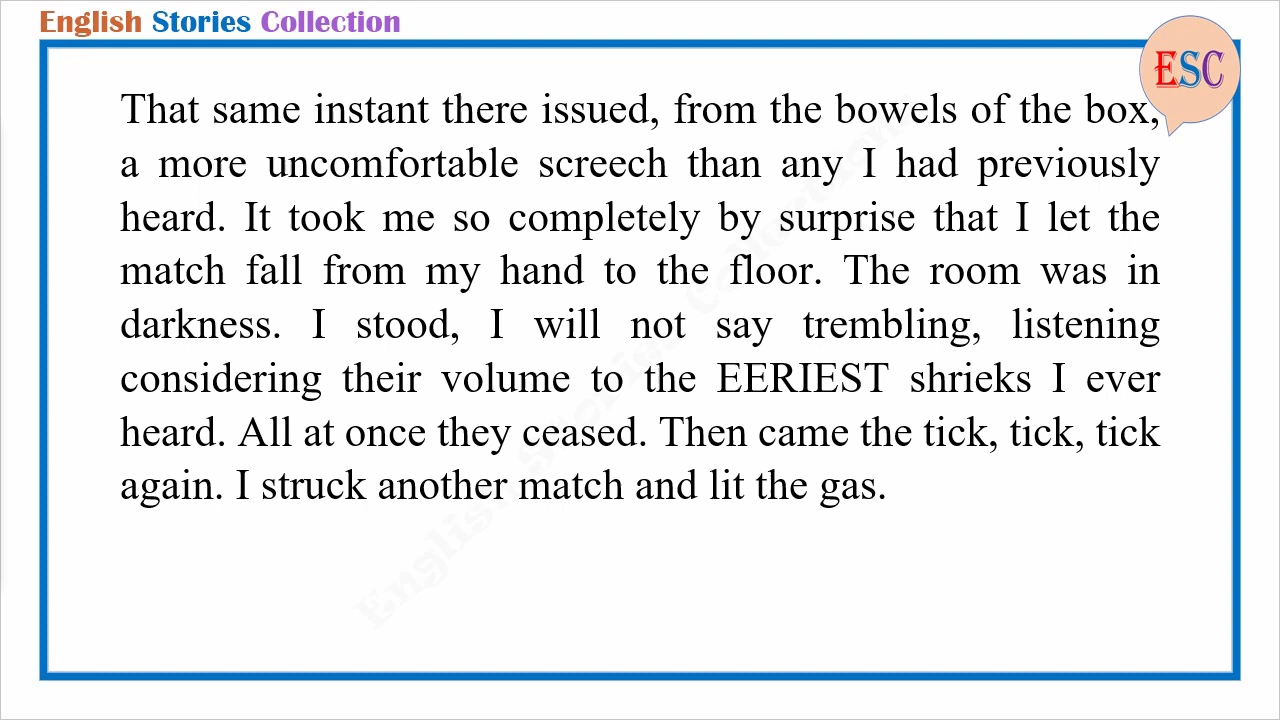 English Stories Collection
ESC
That same instant there issued, from the bowels of the box,
a more uncomfortable screech than any I had previously
heard. It took me so completely by surprise that I let the
match fall from my hand to the floor. The room was in
darkness. I stood, I will not say trembling, listening
considering their volume to the EERIEST shrieks I ever
heard. All at once they ceased. Then came the tick, tick, tick
again. I struck another match and lit the gas.
English Stories Collection